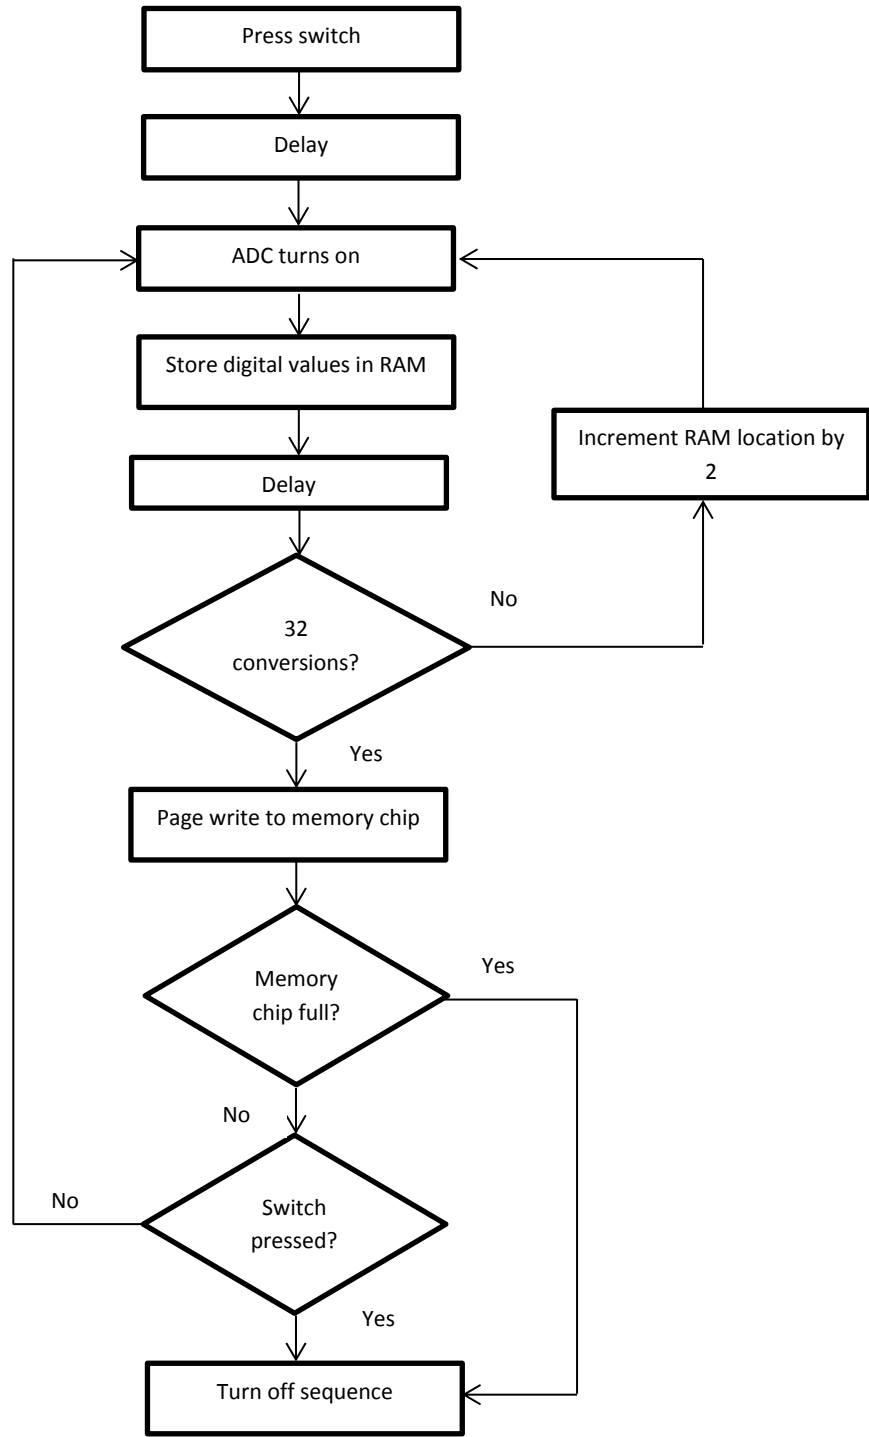 Press switch
Delay
ADC turns on
Store digital values in RAM
Increment RAM location by
2
Delay
No
32
conversions?
Yes
Page write to memory chip
Memory
chip full?
Yes
No
No
Switch
pressed?
Yes
Turn off sequence